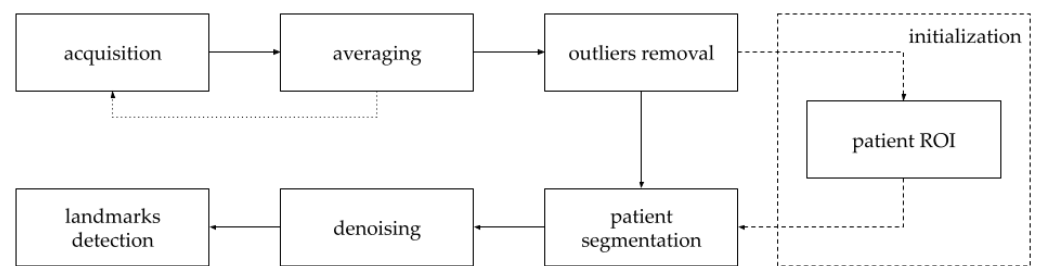 acquisition
averaging
outliers removal
initialization
patient ROI
landmarks
detection
denoising
patient
segmentation